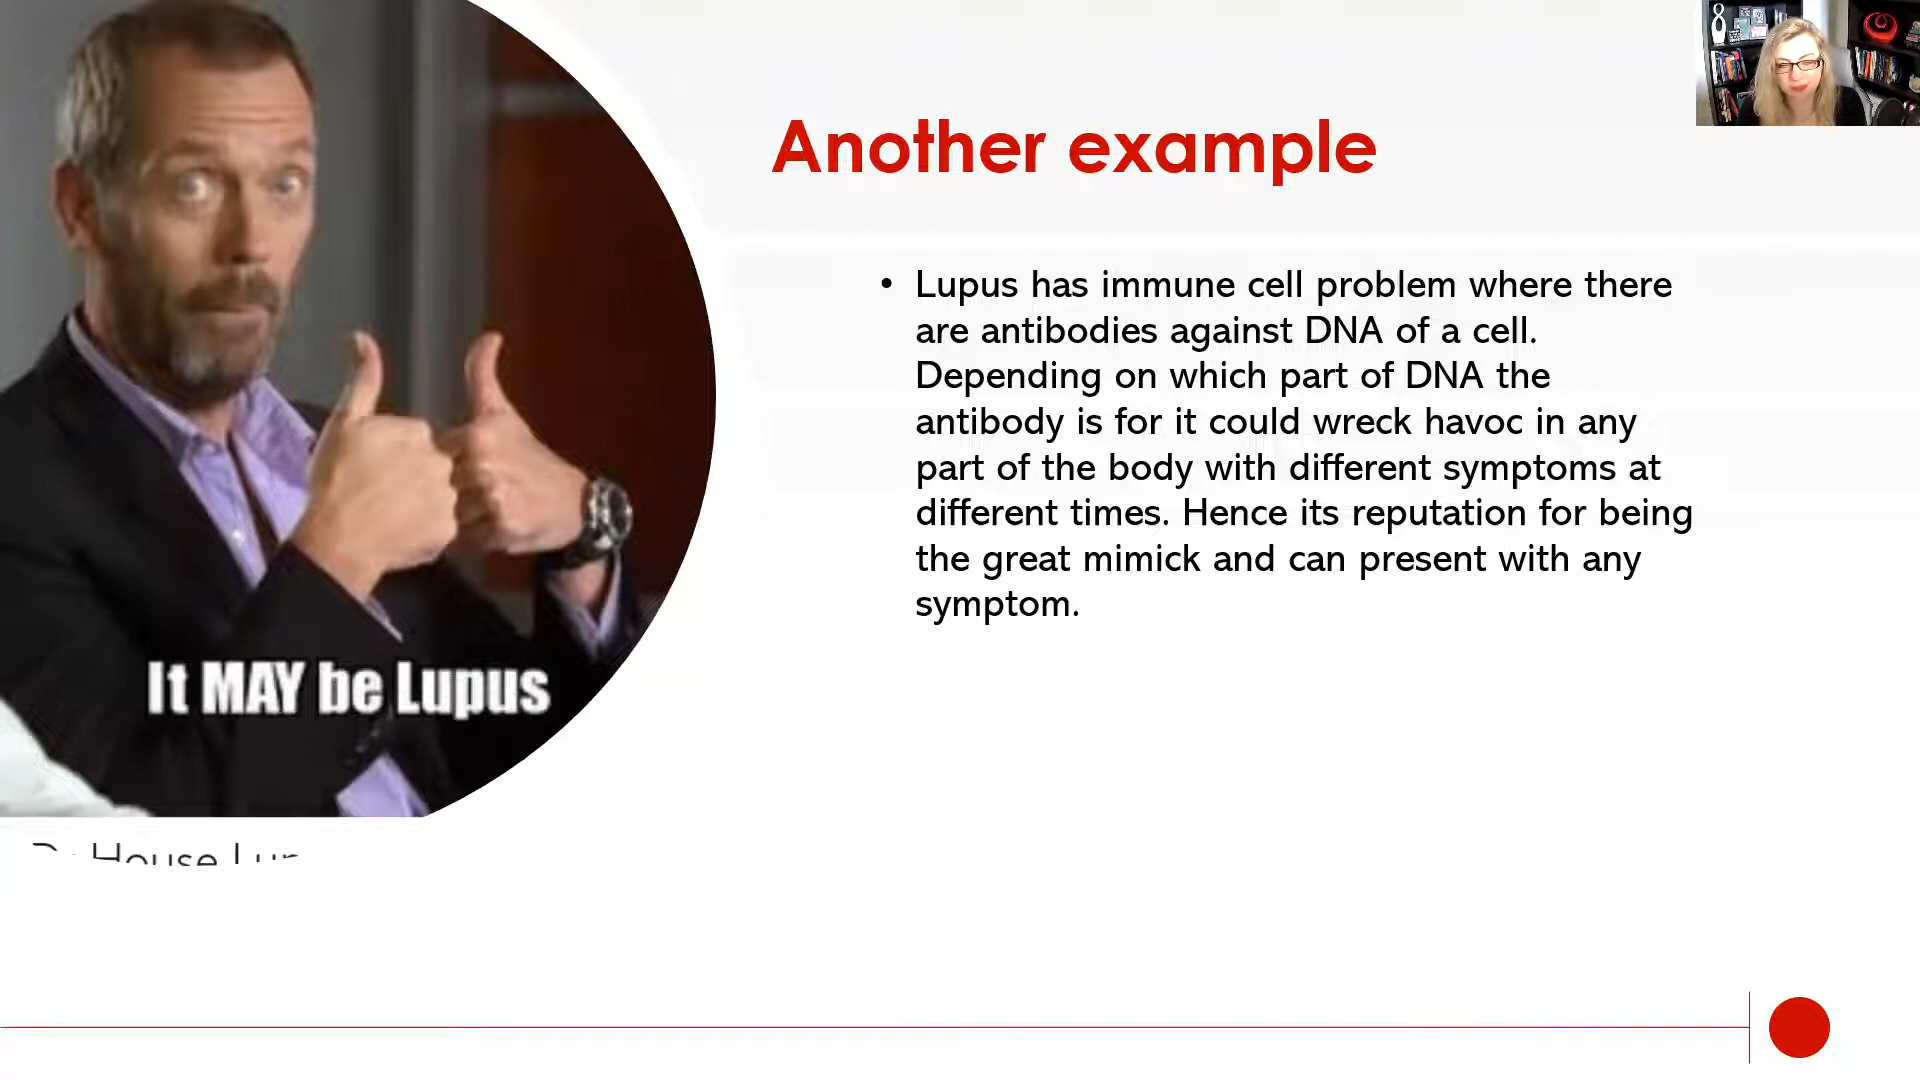 Another example
• Lupus has immune cell problem where there
are antibodies against DNA of a cell.
Depending on which part of DNA the
antibody is for it could wreck havoc in any
part of the body with different symptoms at
different times. Hence its reputation for being
the great mimick and can present with any
symptom.
It MAY be Lupus
House
8